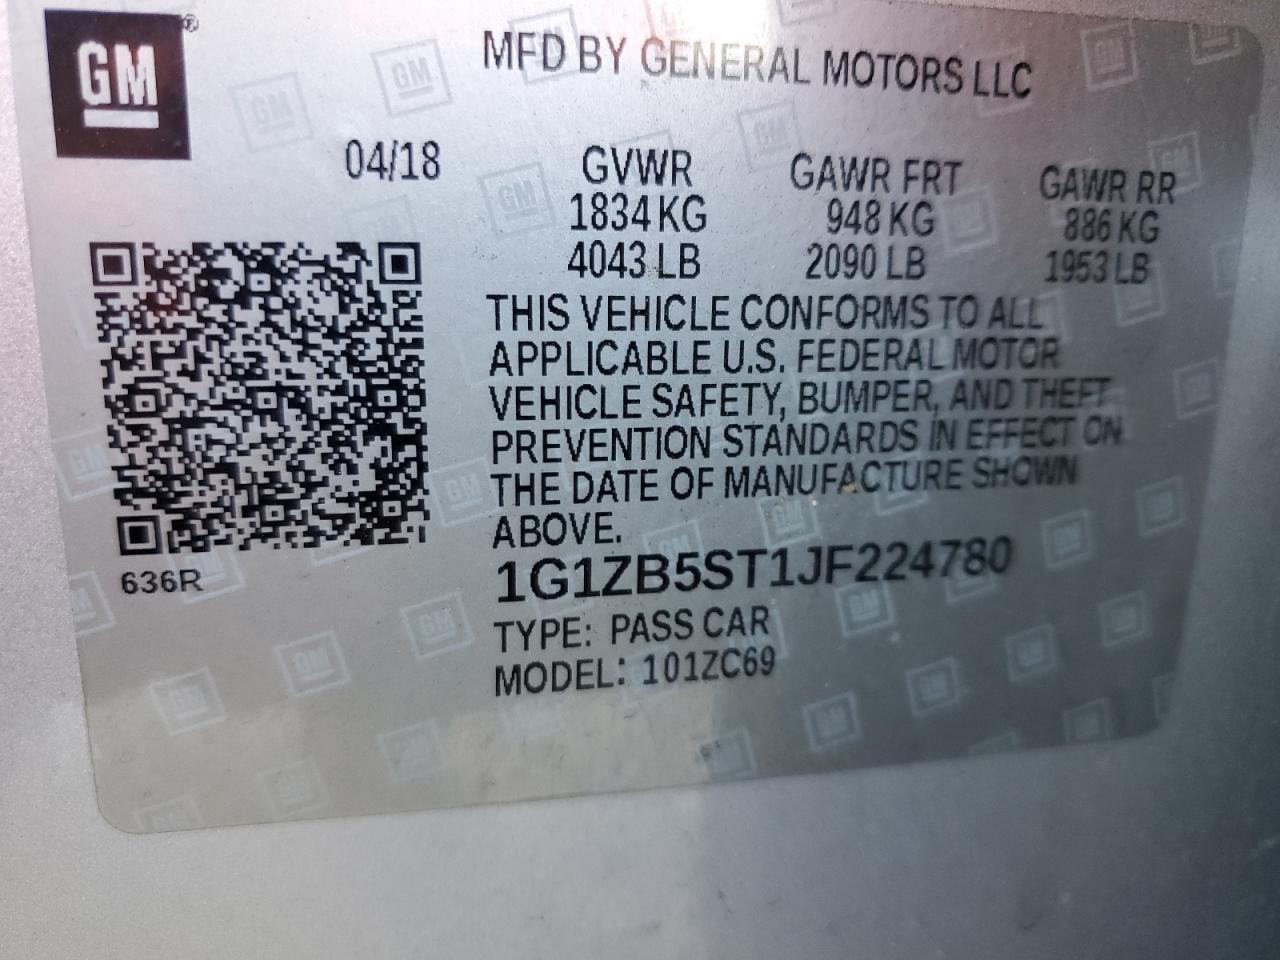 GM®
MFD BY GENERAL MOTORS LLC
04/18
GVWR GAWR FRT GAWR RR
1834 KG 948 KG 886 KG
4043 LB 2090 LB 1953 LB
THIS VEHICLE CONFORMS TO ALL
APPLICABLE U.S. FEDERAL MOTOR
VEHICLE SAFETY, BUMPER, AND THEFT
PREVENTION STANDARDS IN EFFECT ON
THE DATE OF MANUFACTURE SHOWN
ABOVE.
636R
1G1ZB5ST1JF224780
TYPE: PASS CAR
MODEL: 101ZC69